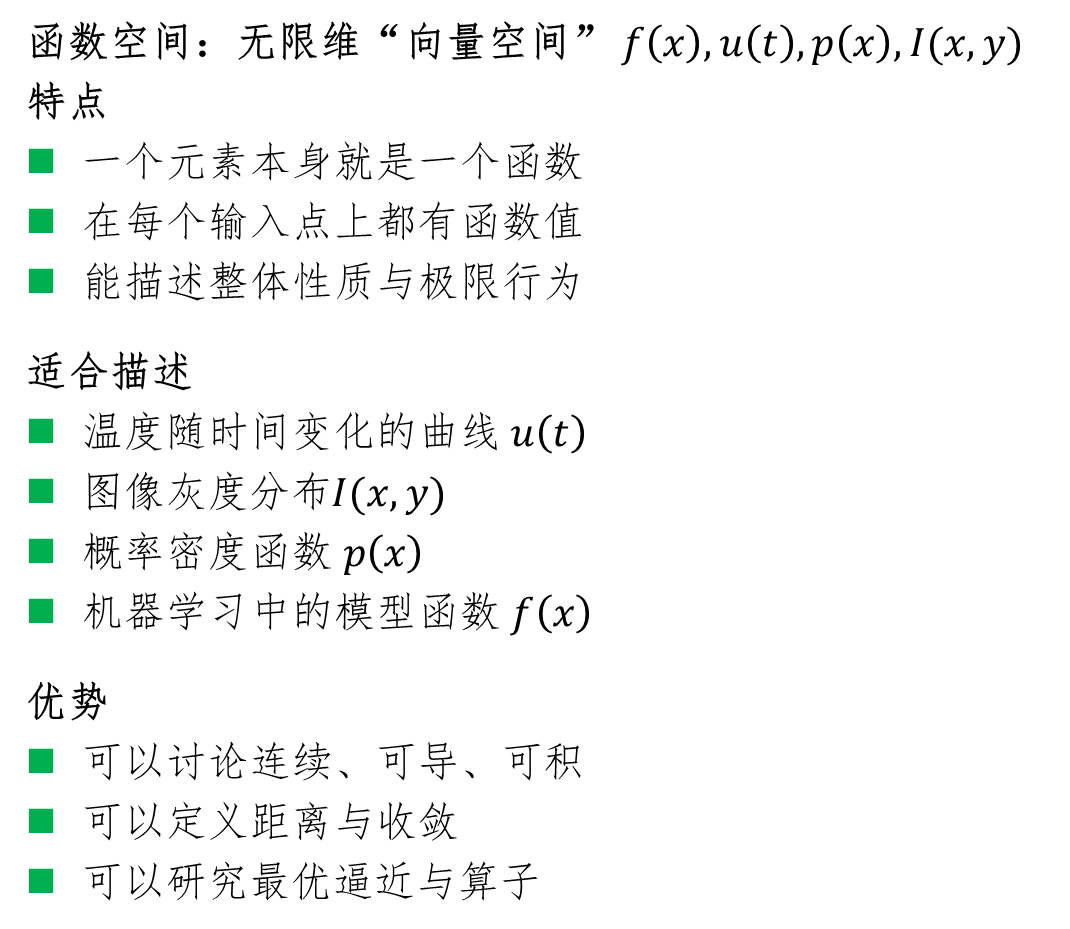 函数空间：无限维“向量空间” f(x), u(t), p(x), I(x, y)
特点
一个元素本身就是一个函数
在每个输入点上都有函数值
能描述整体性质与极限行为
适合描述
温度随时间变化的曲线 u(t)
图像灰度分布I(x, y)
概率密度函数 p(x)
机器学习中的模型函数 f(x)
优势
可以讨论连续、可导、可积
可以定义距离与收敛
可以研究最优逼近与算子